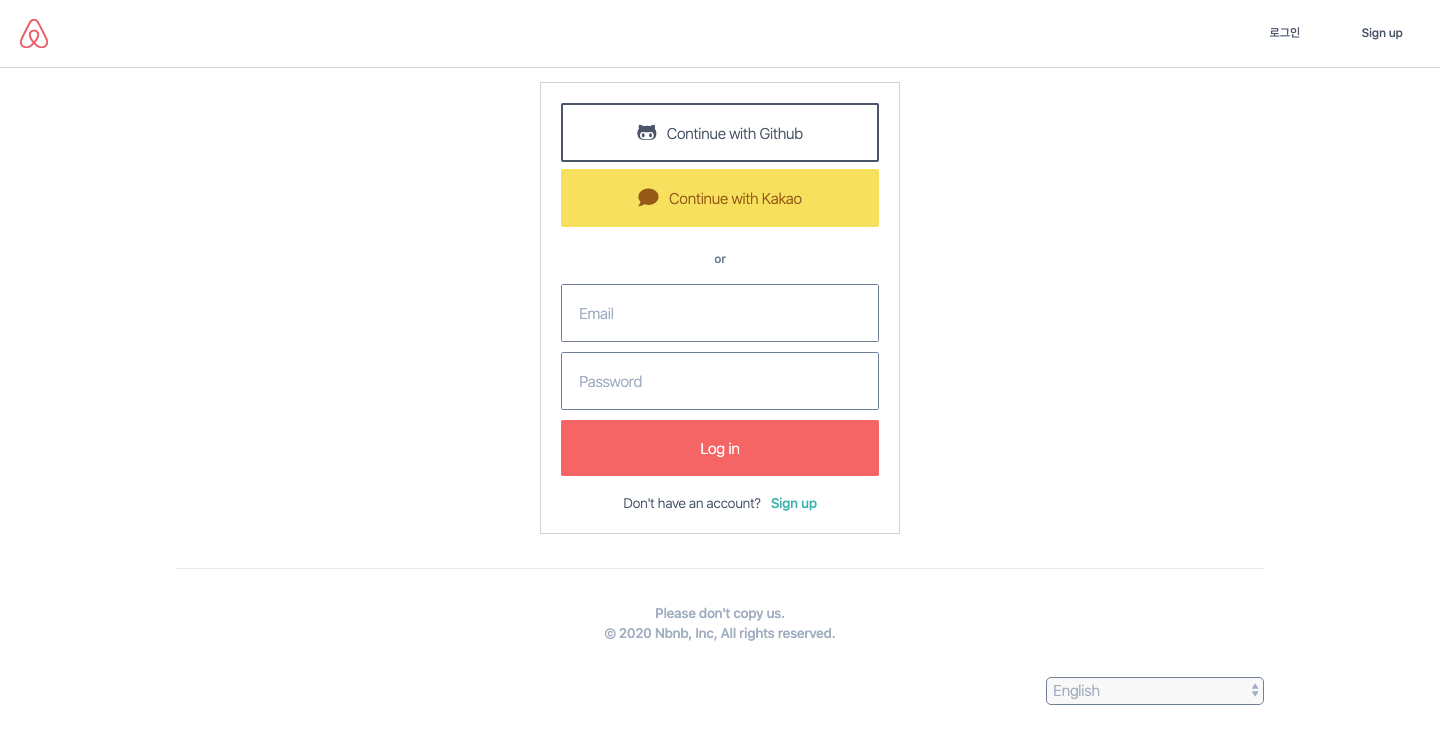 로그인 Sign up
Continue with Github
Continue with Kakao
or
Email
Password
Log in
Don't have an account? Sign up
Please don't copy us.
© 2020 Nbnb, Inc, All rights reserved.
English